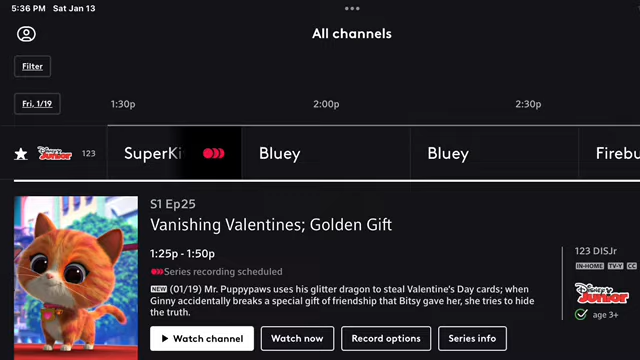 5:36 PM Sat Jan 13
All channels
Filter
Fri, 1/19
1:30p 2:00p 2:30p
Disney Junior 123 SuperKi Bluey Bluey Firebu
S1 Ep25
Vanishing Valentines; Golden Gift
1:25p - 1:50p
Series recording scheduled
NEW (01/19) Mr. Puppypaws uses his glitter dragon to steal Valentine's Day cards; when
Ginny accidentally breaks a special gift of friendship that Bitsy gave her, she tries to hide
the truth.
Watch channel Watch now Record options Series info
123 DISJr
IN-HOME TV-Y CC
Disney Junior
age 3+